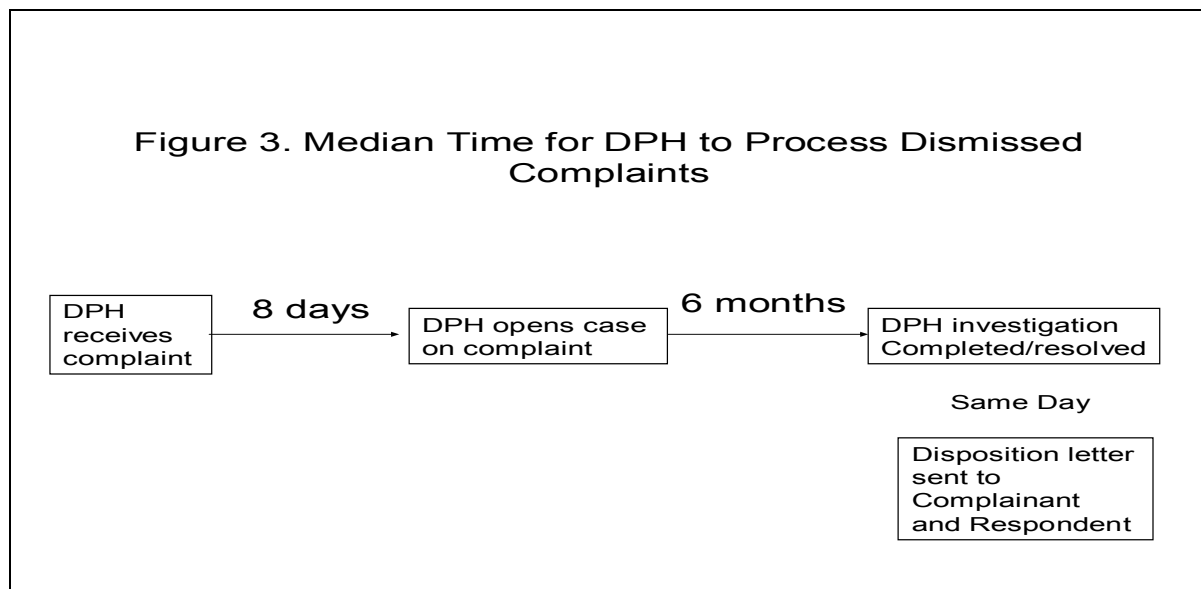 Figure 3. Median Time for DPH to Process Dismissed
Complaints
DPH
receives
complaint
8 days
DPH opens case
on complaint
6 months
DPH investigation
Completed/resolved
Same Day
Disposition letter
sent to
Complainant
and Respondent